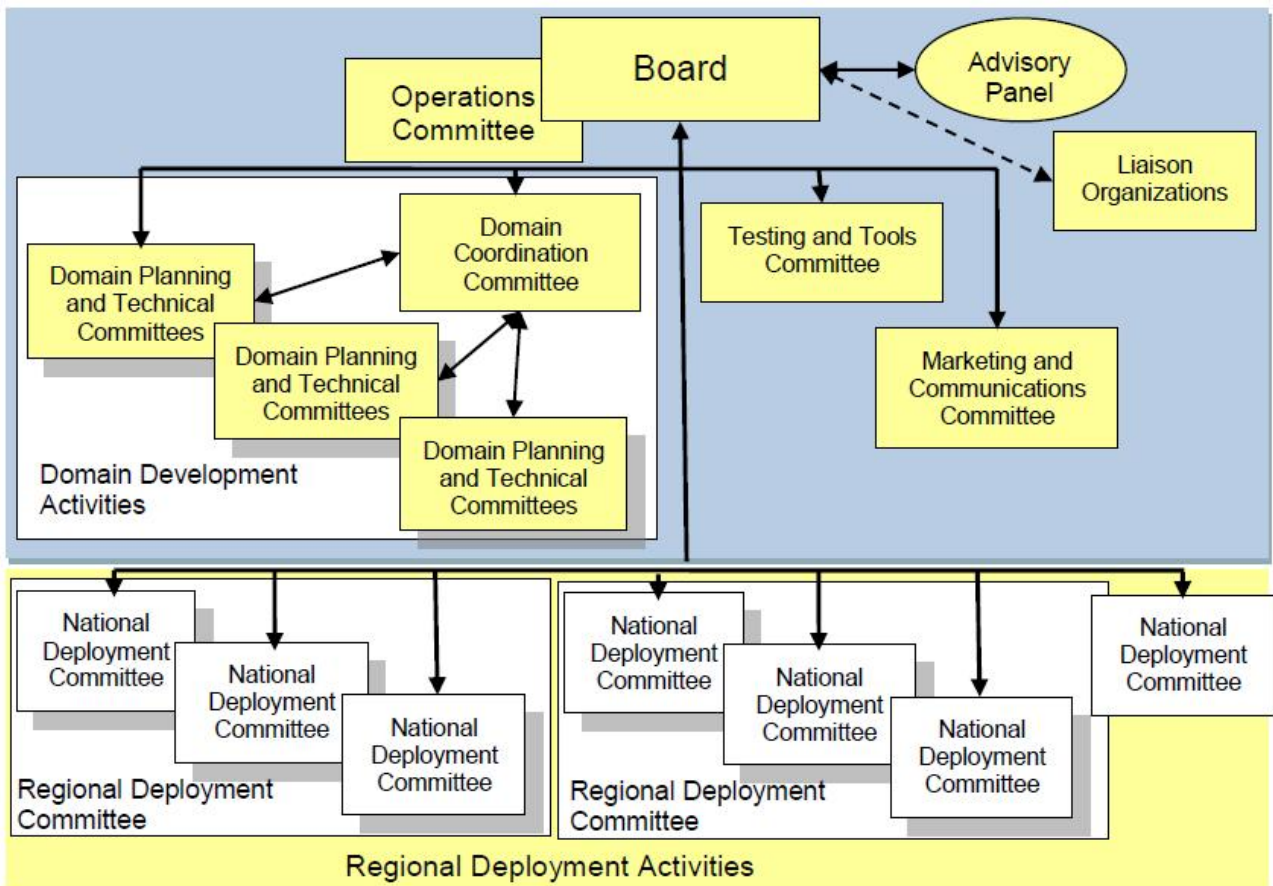 Board
Advisory
Panel
Operations
Committee
Liaison
Organizations
Domain
Coordination
Committee
Testing and Tools
Committee
Domain Planning
and Technical
Committees
Domain Planning
and Technical
Committees
Marketing and
Communications
Committee
Domain Planning
and Technical
Committees
Domain Development
Activities
National
Deployment
Committee
National
Deployment
Committee
National
Deployment
Committee
Regional Deployment
Committee
National
Deployment
Committee
National
Deployment
Committee
National
Deployment
Committee
Regional Deployment
Committee
National
Deployment
Committee
Regional Deployment Activities